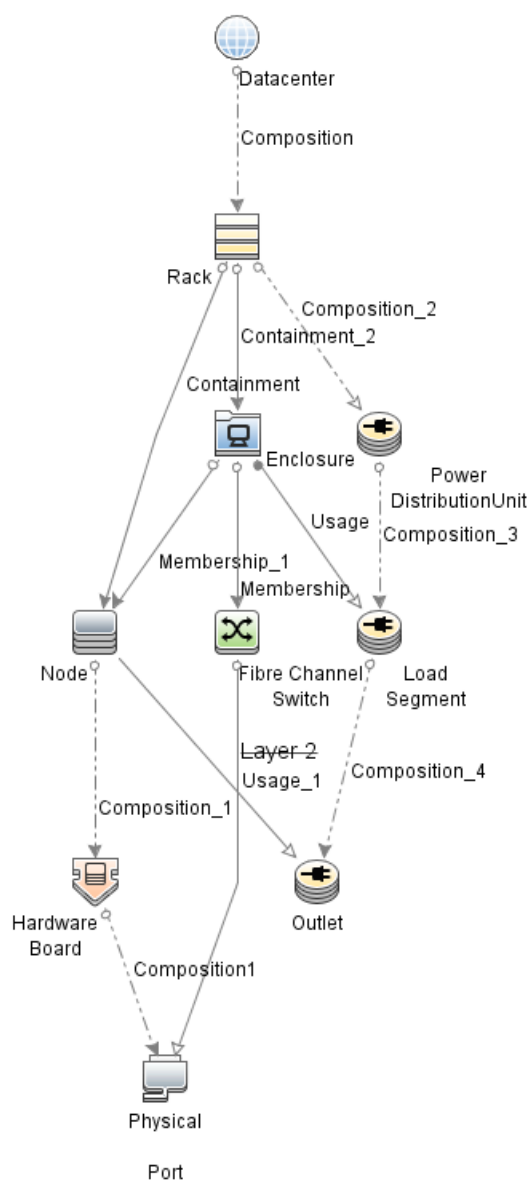 Datacenter
Composition
Rack
Composition_2
Containment_2
Containment
Enclosure
Power
DistributionUnit
Usage
Composition_3
Membership_1
Membership
Node
Fibre Channel
Switch
Load
Segment
Layer 2
Usage_1
Composition_4
Composition_1
Hardware
Board
Outlet
Composition1
Physical
Port